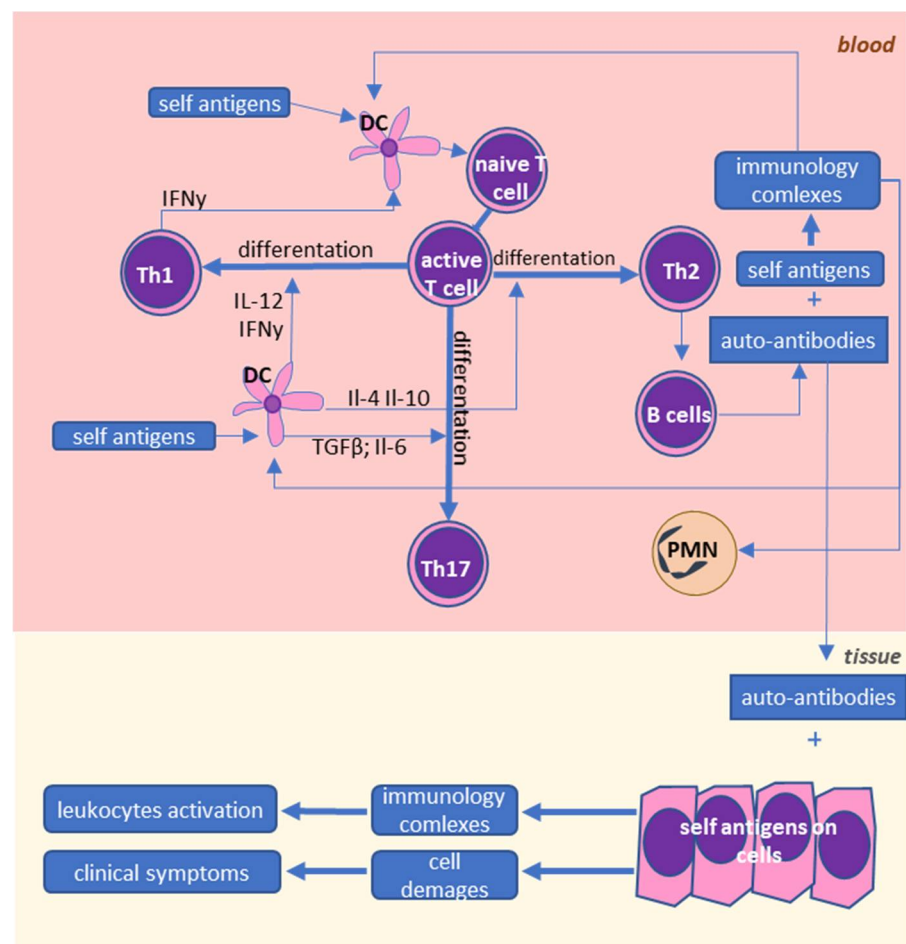 blood
self antigens
DC
naive T
cell
immunology
comlexes
IFNy
differentation
Th1
active
T cell
differentation
Th2
self antigens
+
auto-antibodies
IL-12
IFNy
DC
differentation
Il-4 Il-10
B cells
self antigens
TGFβ; Il-6
Th17
PMN
tissue
auto-antibodies
+
leukocytes activation
immunology
comlexes
self antigens on
cells
clinical symptoms
cell
demages